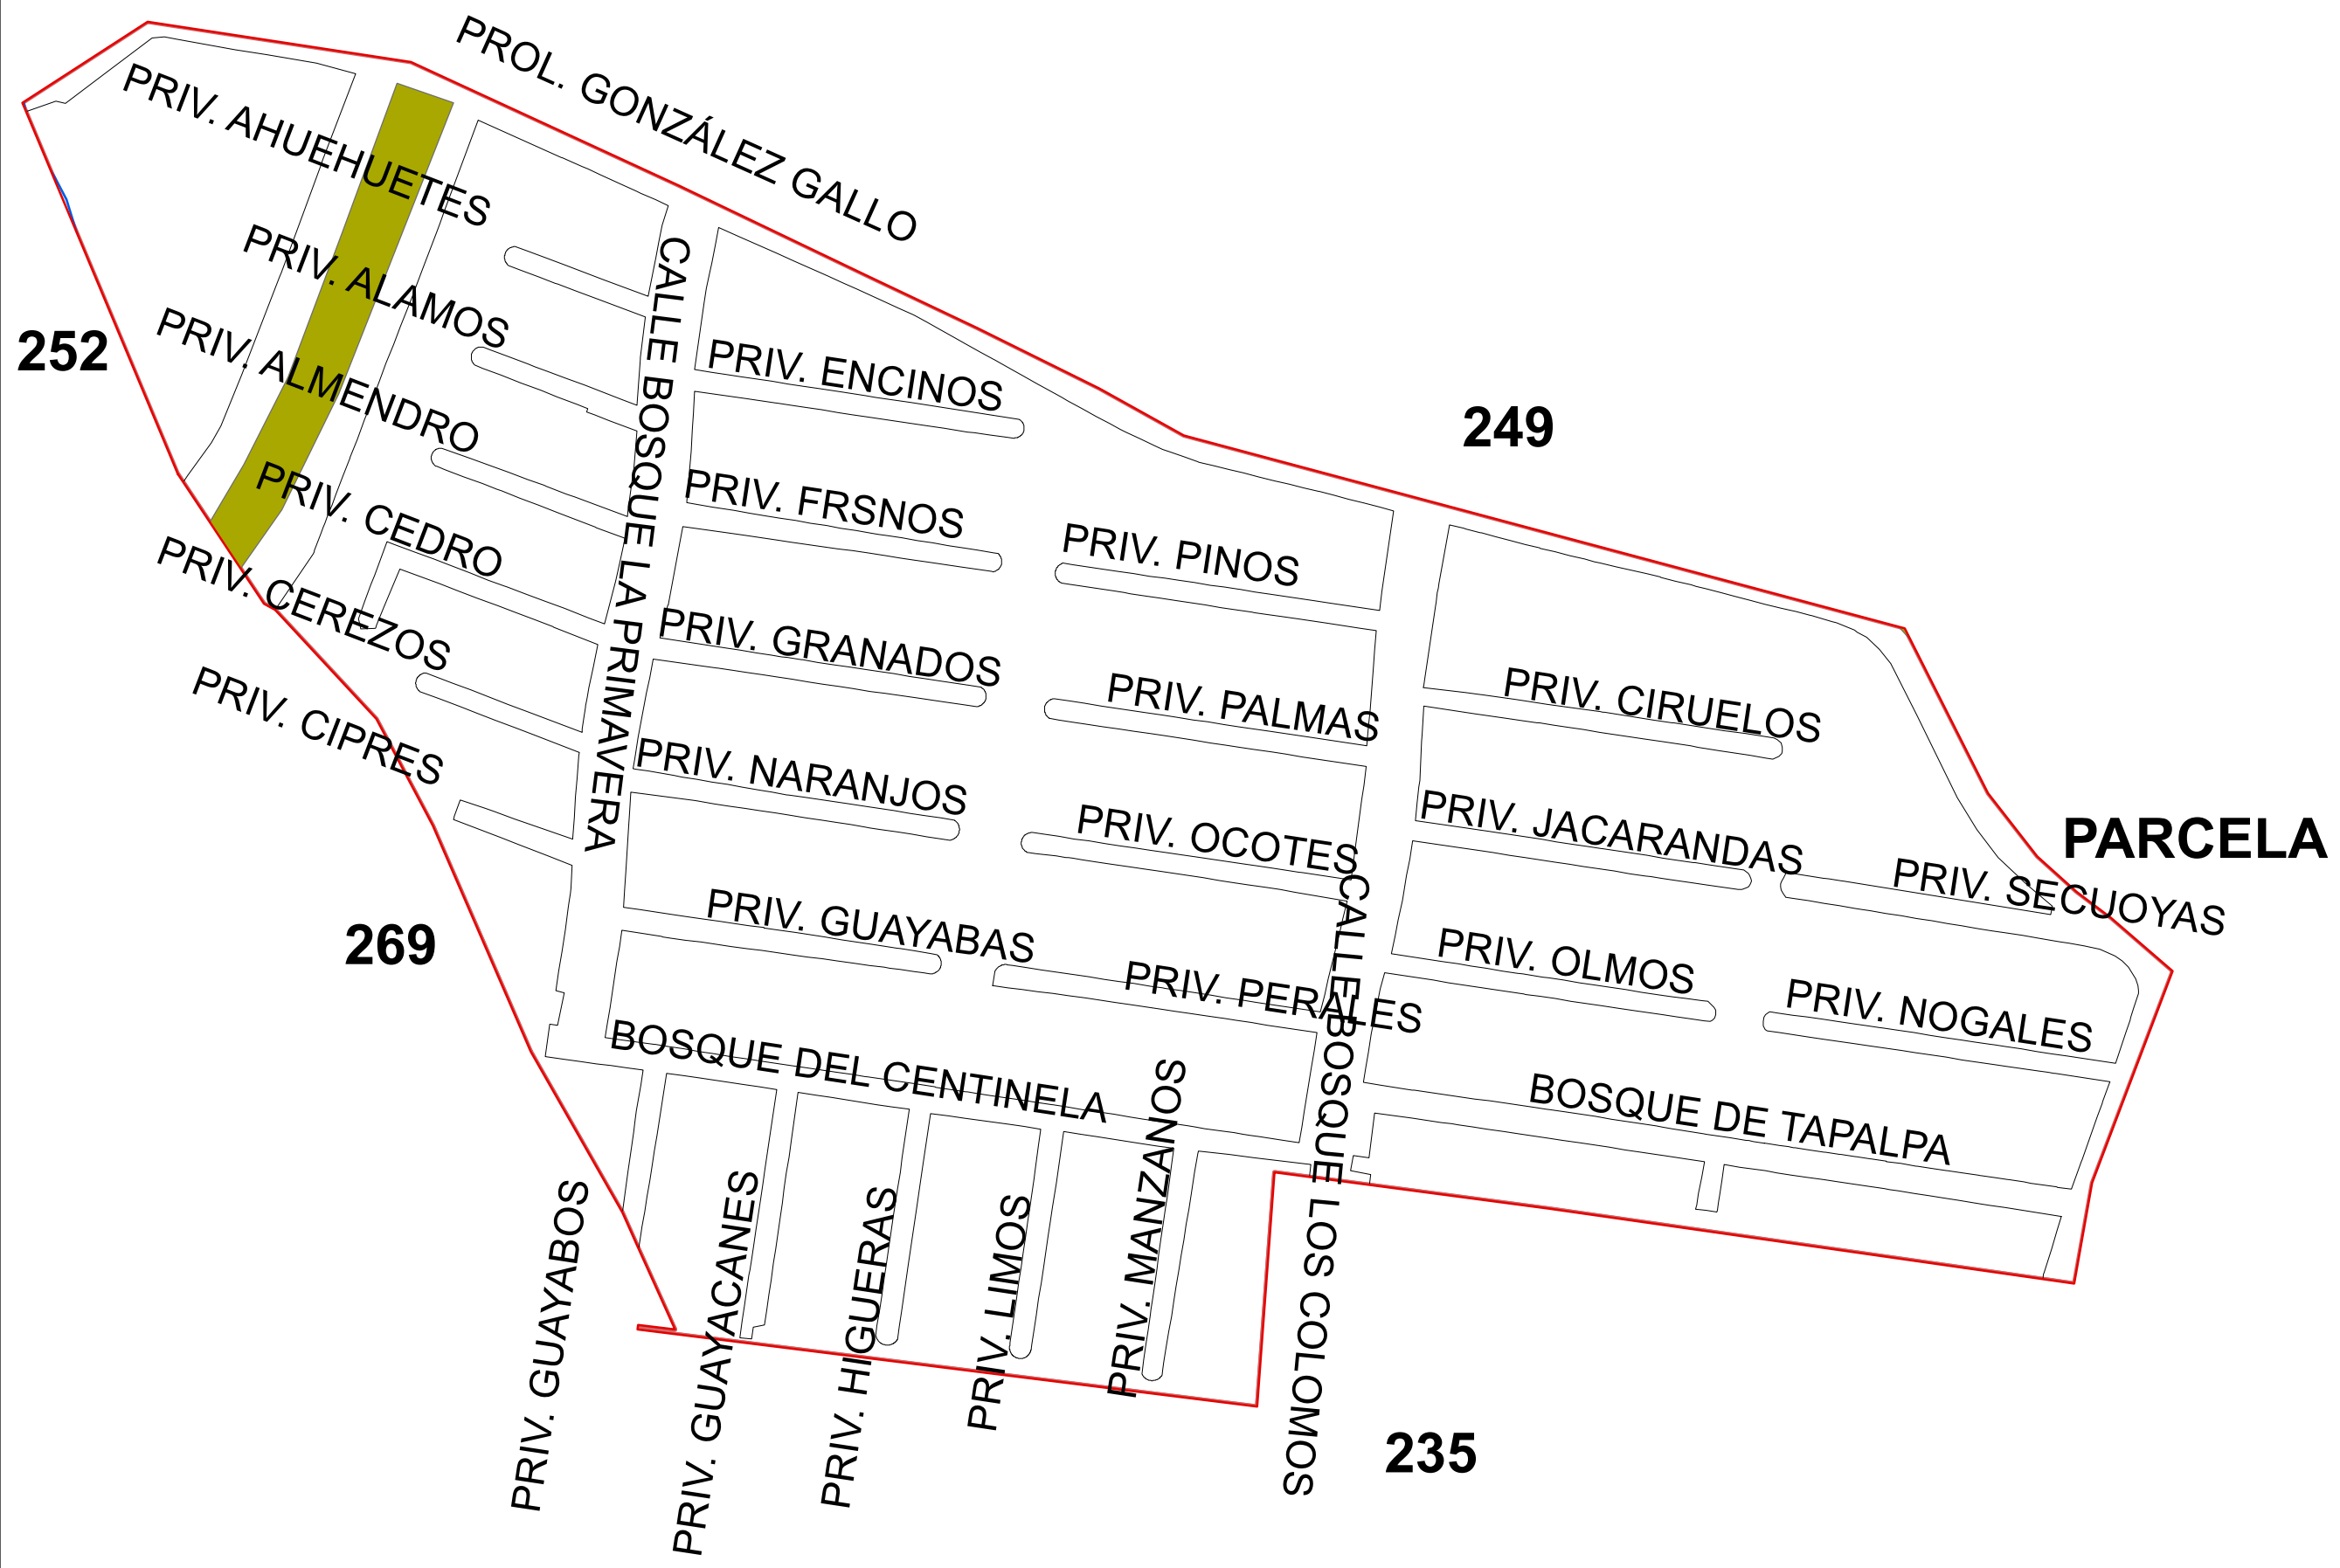 PROL. GONZÁLEZ GALLO
PRIV. AHUEHUETES
PRIV. ALAMOS
PRIV. ALMENDRO
PRIV. CEDRO
PRIV. CEREZOS
PRIV. CIPRES
252
CALLE BOSQUE LA PRIMAVERA
PRIV. ENCINOS
249
PRIV. FRSNOS
PRIV. PINOS
PRIV. GRANADOS
PRIV. PALMAS
PRIV. CIRUELOS
PRIV. NARANJOS
PRIV. OCOTES
PRIV. JACARANDAS
PARCELA
PRIV. SECUOYAS
269
PRIV. GUAYABAS
PRIV. PERALES
CALLE BOSQUE LOS COLOMOS
PRIV. OLMOS
PRIV. NOGALES
BOSQUE DEL CENTINELA
BOSQUE DE TAPALPA
PRIV. GUAYABOS
PRIV. GUAYACANES
PRIV. HIGUERAS
PRIV. LIMOS
PRIV. MANZANOS
235